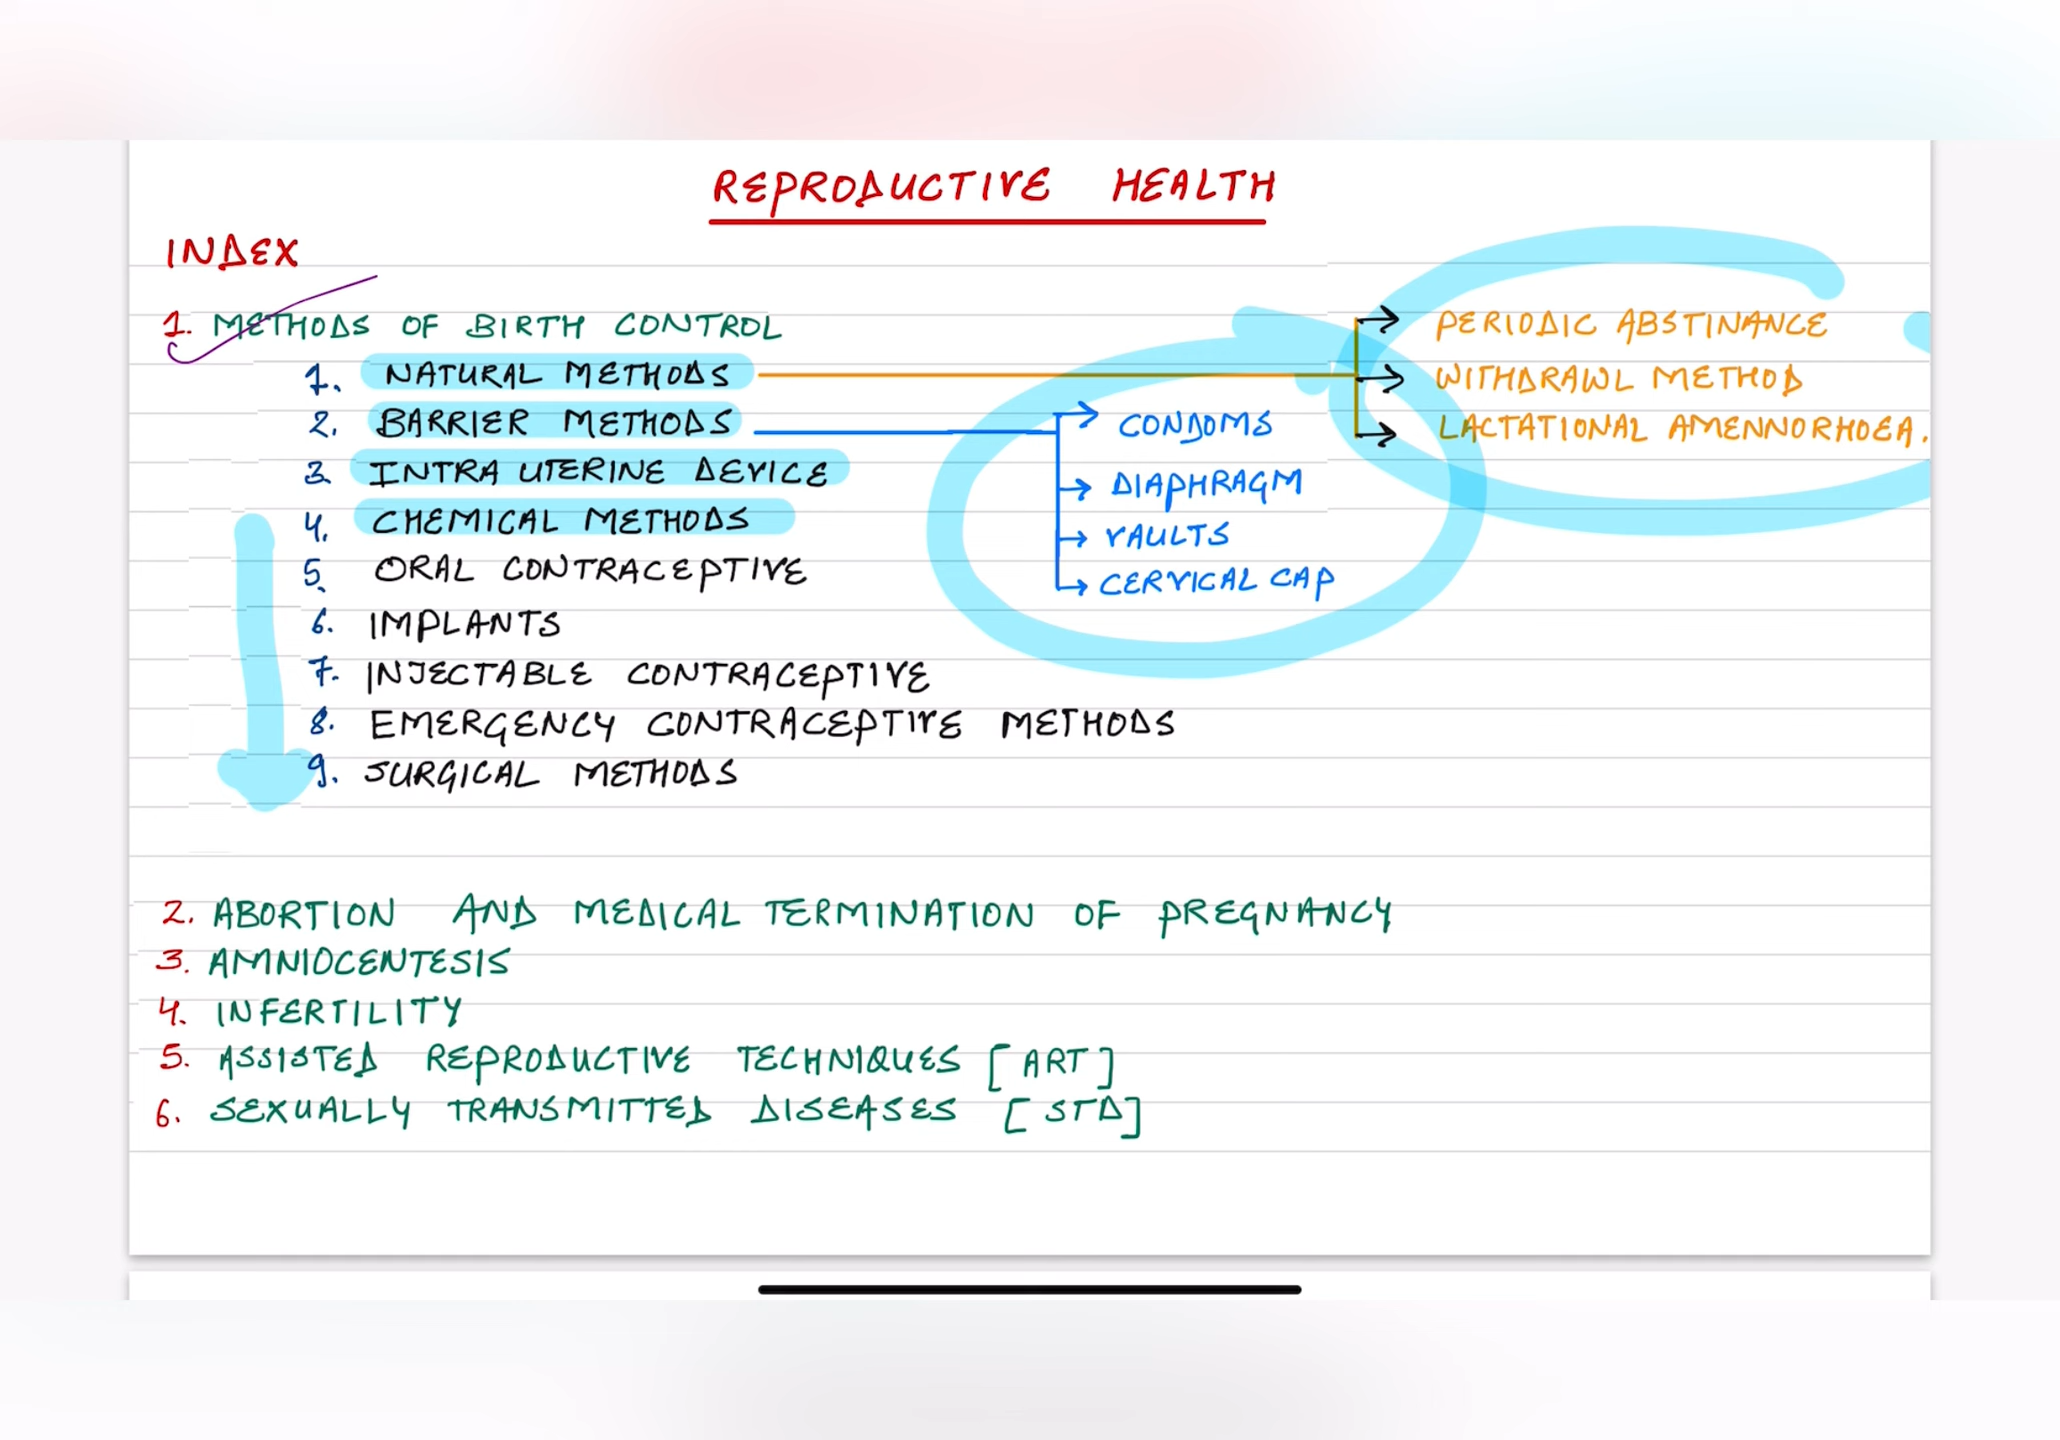 REPRODUCTIVE HEALTH
INDEX
1. METHODS OF BIRTH CONTROL
1. NATURAL METHODS
→ PERIODIC ABSTINANCE
→ WITHDRAWL METHOD
→ LACTATIONAL AMENNORHOEA.
2. BARRIER METHODS
→ CONDOMS
→ DIAPHRAGM
→ VAULTS
→ CERVICAL CAP
3. INTRA UTERINE DEVICE
4. CHEMICAL METHODS
5. ORAL CONTRACEPTIVE
6. IMPLANTS
7. INJECTABLE CONTRACEPTIVE
8. EMERGENCY CONTRACEPTIVE METHODS
9. SURGICAL METHODS
2. ABORTION AND MEDICAL TERMINATION OF PREGNANCY
3. AMNIOCENTESIS
4. INFERTILITY
5. ASSISTED REPRODUCTIVE TECHNIQUES [ART]
6. SEXUALLY TRANSMITTED DISEASES [STD]